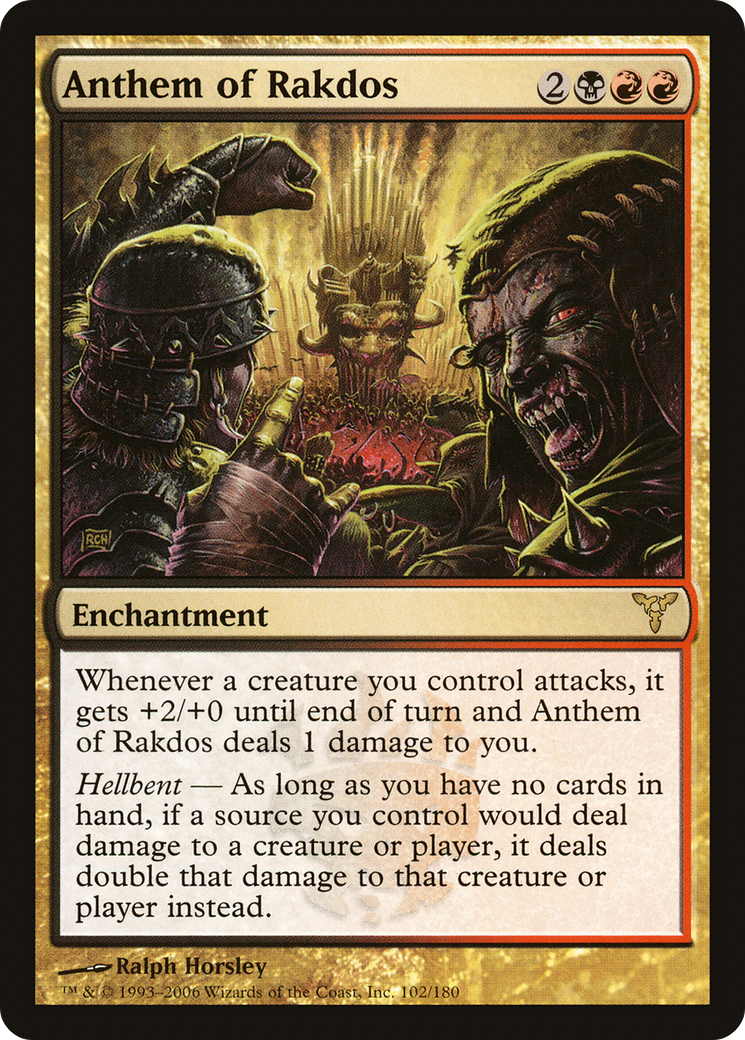 Anthem of Rakdos 2
RCH
Enchantment
Whenever a creature you control attacks, it
gets +2/+0 until end of turn and Anthem
of Rakdos deals 1 damage to you.
Hellbent — As long as you have no cards in
hand, if a source you control would deal
damage to a creature or player, it deals
double that damage to that creature or
player instead.
Ralph Horsley
™ & © 1993–2006 Wizards of the Coast, Inc. 102/180